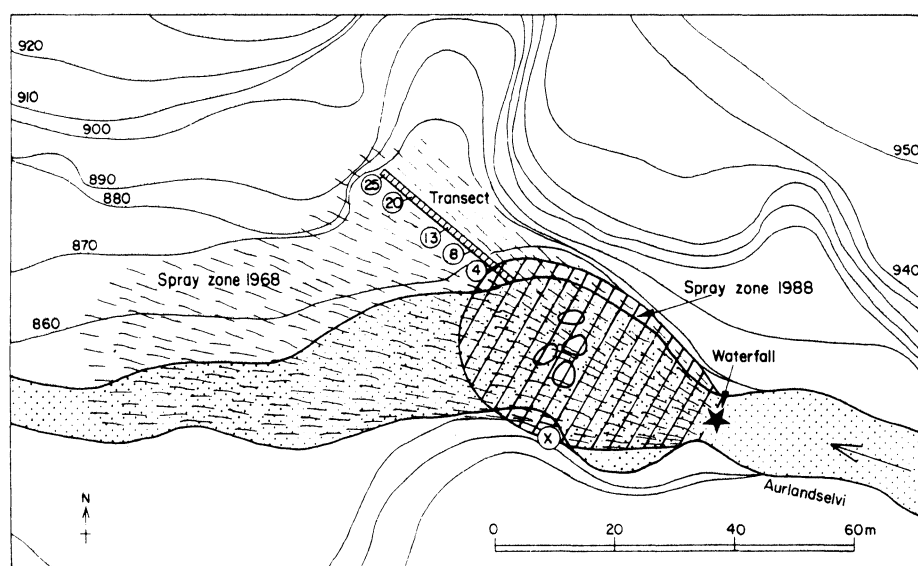 920
910
900
950
890
880
25
20
Transect
13
8
4
870
940
Spray zone 1968
Spray zone 1988
860
Waterfall
X
Aurlandselvi
N
0 20 40 60 m